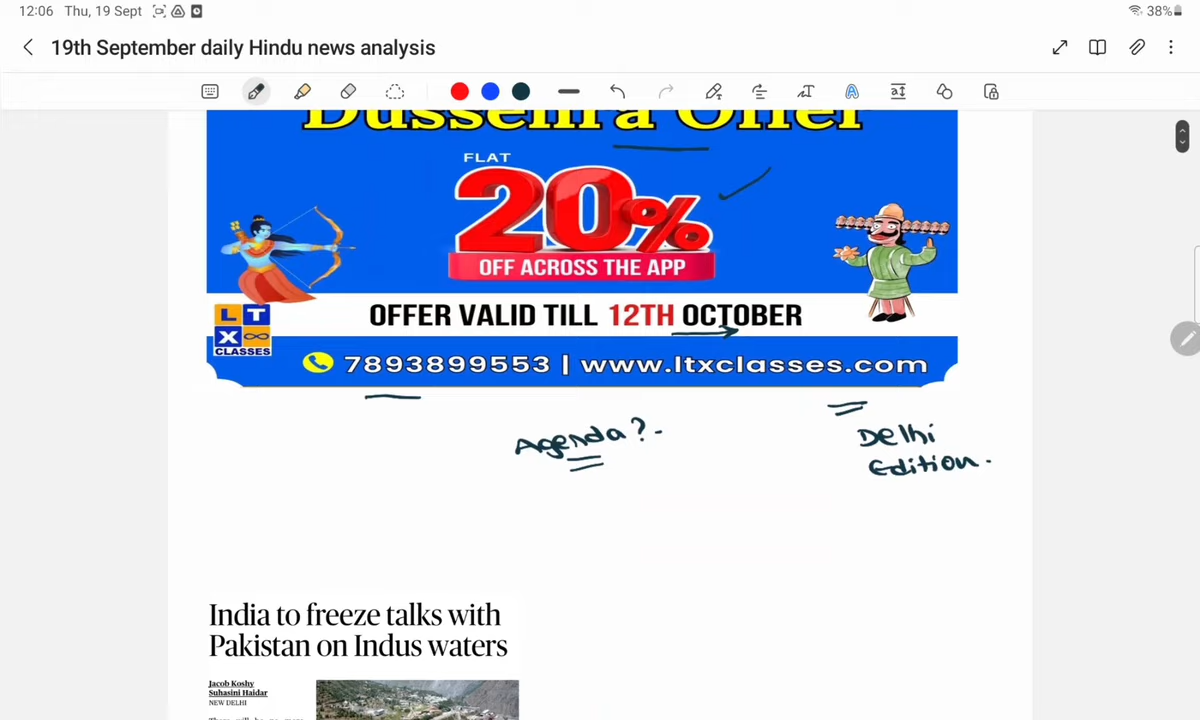 12:06 Thu, 19 Sept
38%
19th September daily Hindu news analysis
Dussehra Offer
FLAT
20%
OFF ACROSS THE APP
OFFER VALID TILL 12TH OCTOBER
L T
X ∞
CLASSES
7893899553 | www.ltxclasses.com
Agenda?
Delhi
Edition.
India to freeze talks with
Pakistan on Indus waters
Jacob Koshy
Suhasini Haidar
NEW DELHI